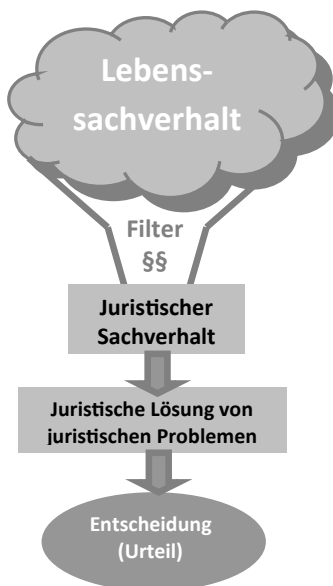 Lebens-
sachverhalt
Filter
§§
Juristischer
Sachverhalt
Juristische Lösung von
juristischen Problemen
Entscheidung
(Urteil)